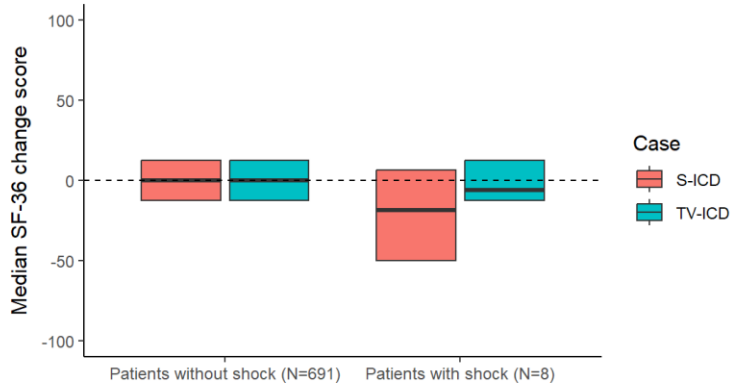 Median SF-36 change score
100
50
0
-50
-100
Patients without shock (N=691)
Patients with shock (N=8)
Case
S-ICD
TV-ICD